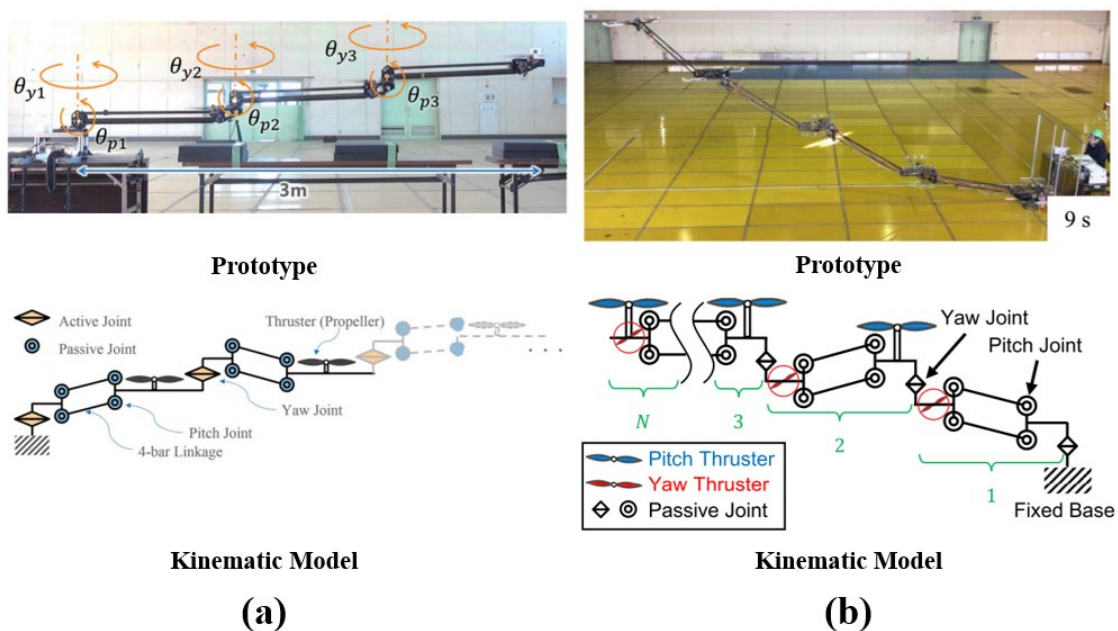 θy1
θy2
θy3
θp1
θp2
θp3
3m
Prototype
Active Joint
Passive Joint
Thruster (Propeller)
Yaw Joint
Pitch Joint
4-bar Linkage
Kinematic Model
(a)
9 s
Prototype
Yaw Joint
Pitch Joint
N
3
2
1
Pitch Thruster
Yaw Thruster
Passive Joint
Fixed Base
Kinematic Model
(b)